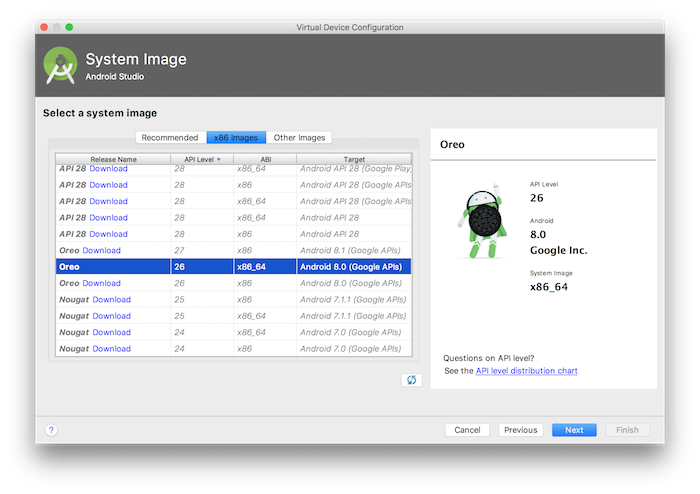 Virtual Device Configuration
System Image
Android Studio
Select a system image
Recommended x86 Images Other Images
Release Name API Level ABI Target
API 28 Download 28 x86_64 Android API 28 (Google Play
API 28 Download 28 x86 Android API 28 (Google APIs
API 28 Download 28 x86_64 Android API 28 (Google APIs
API 28 Download 28 x86_64 Android API 28
API 28 Download 28 x86 Android API 28
Oreo Download 27 x86 Android 8.1 (Google APIs)
Oreo 26 x86_64 Android 8.0 (Google APIs)
Oreo Download 26 x86 Android 8.0 (Google APIs)
Nougat Download 25 x86 Android 7.1.1 (Google APIs)
Nougat Download 25 x86_64 Android 7.1.1 (Google APIs)
Nougat Download 24 x86_64 Android 7.0 (Google APIs)
Nougat Download 24 x86 Android 7.0 (Google APIs)
Oreo
API Level
26
Android
8.0
Google Inc.
System Image
x86_64
Questions on API level?
See the API level distribution chart
?
Cancel Previous Next Finish